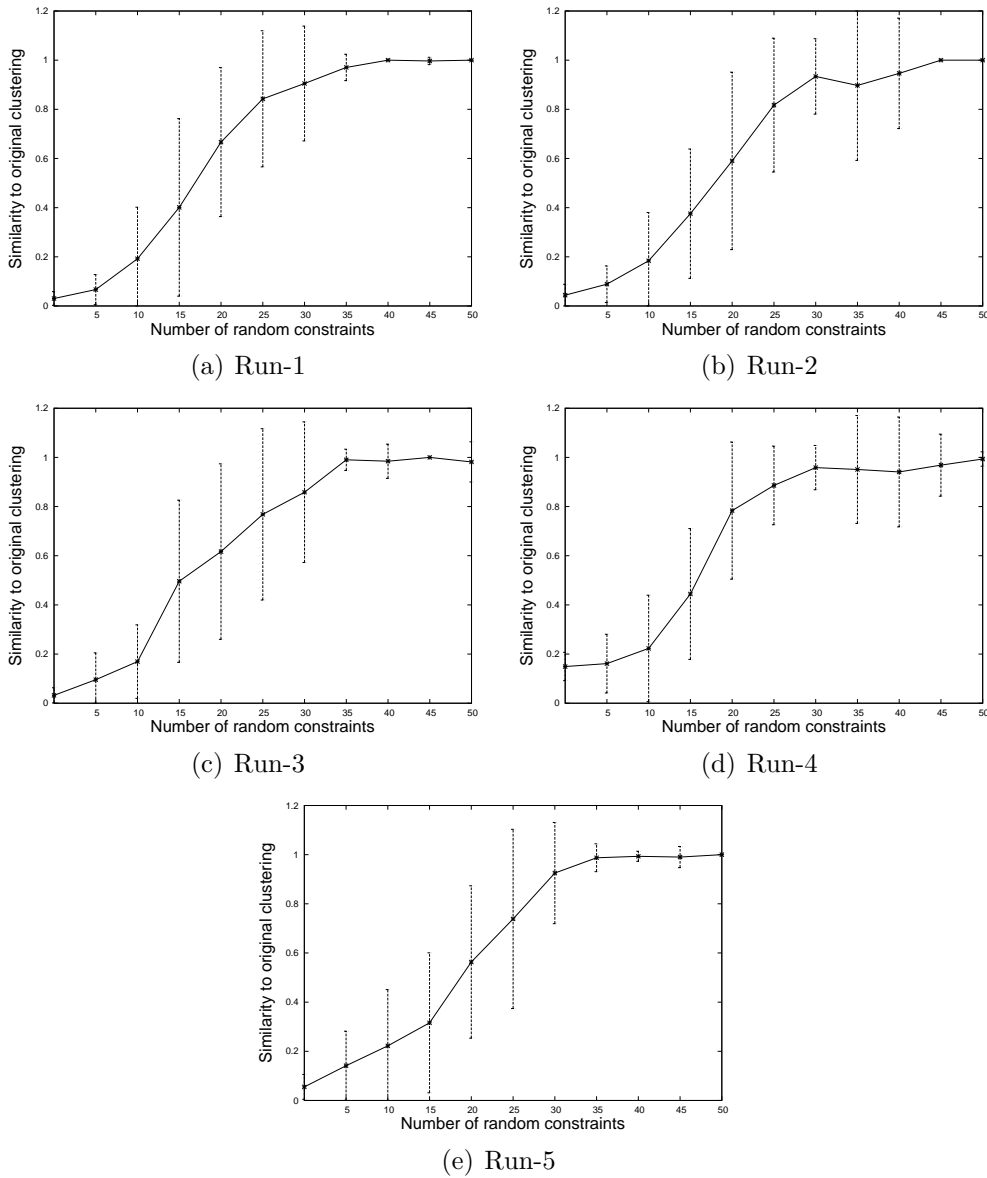 Similarity to original clustering
1.2
1
0.8
0.6
0.4
0.2
0
5 10 15 20 25 30 35 40 45 50
Number of random constraints
(a) Run-1
Similarity to original clustering
1.2
1
0.8
0.6
0.4
0.2
0
5 10 15 20 25 30 35 40 45 50
Number of random constraints
(b) Run-2
Similarity to original clustering
1.2
1
0.8
0.6
0.4
0.2
0
5 10 15 20 25 30 35 40 45 50
Number of random constraints
(c) Run-3
Similarity to original clustering
1.2
1
0.8
0.6
0.4
0.2
0
5 10 15 20 25 30 35 40 45 50
Number of random constraints
(d) Run-4
Similarity to original clustering
1.2
1
0.8
0.6
0.4
0.2
0
5 10 15 20 25 30 35 40 45 50
Number of random constraints
(e) Run-5